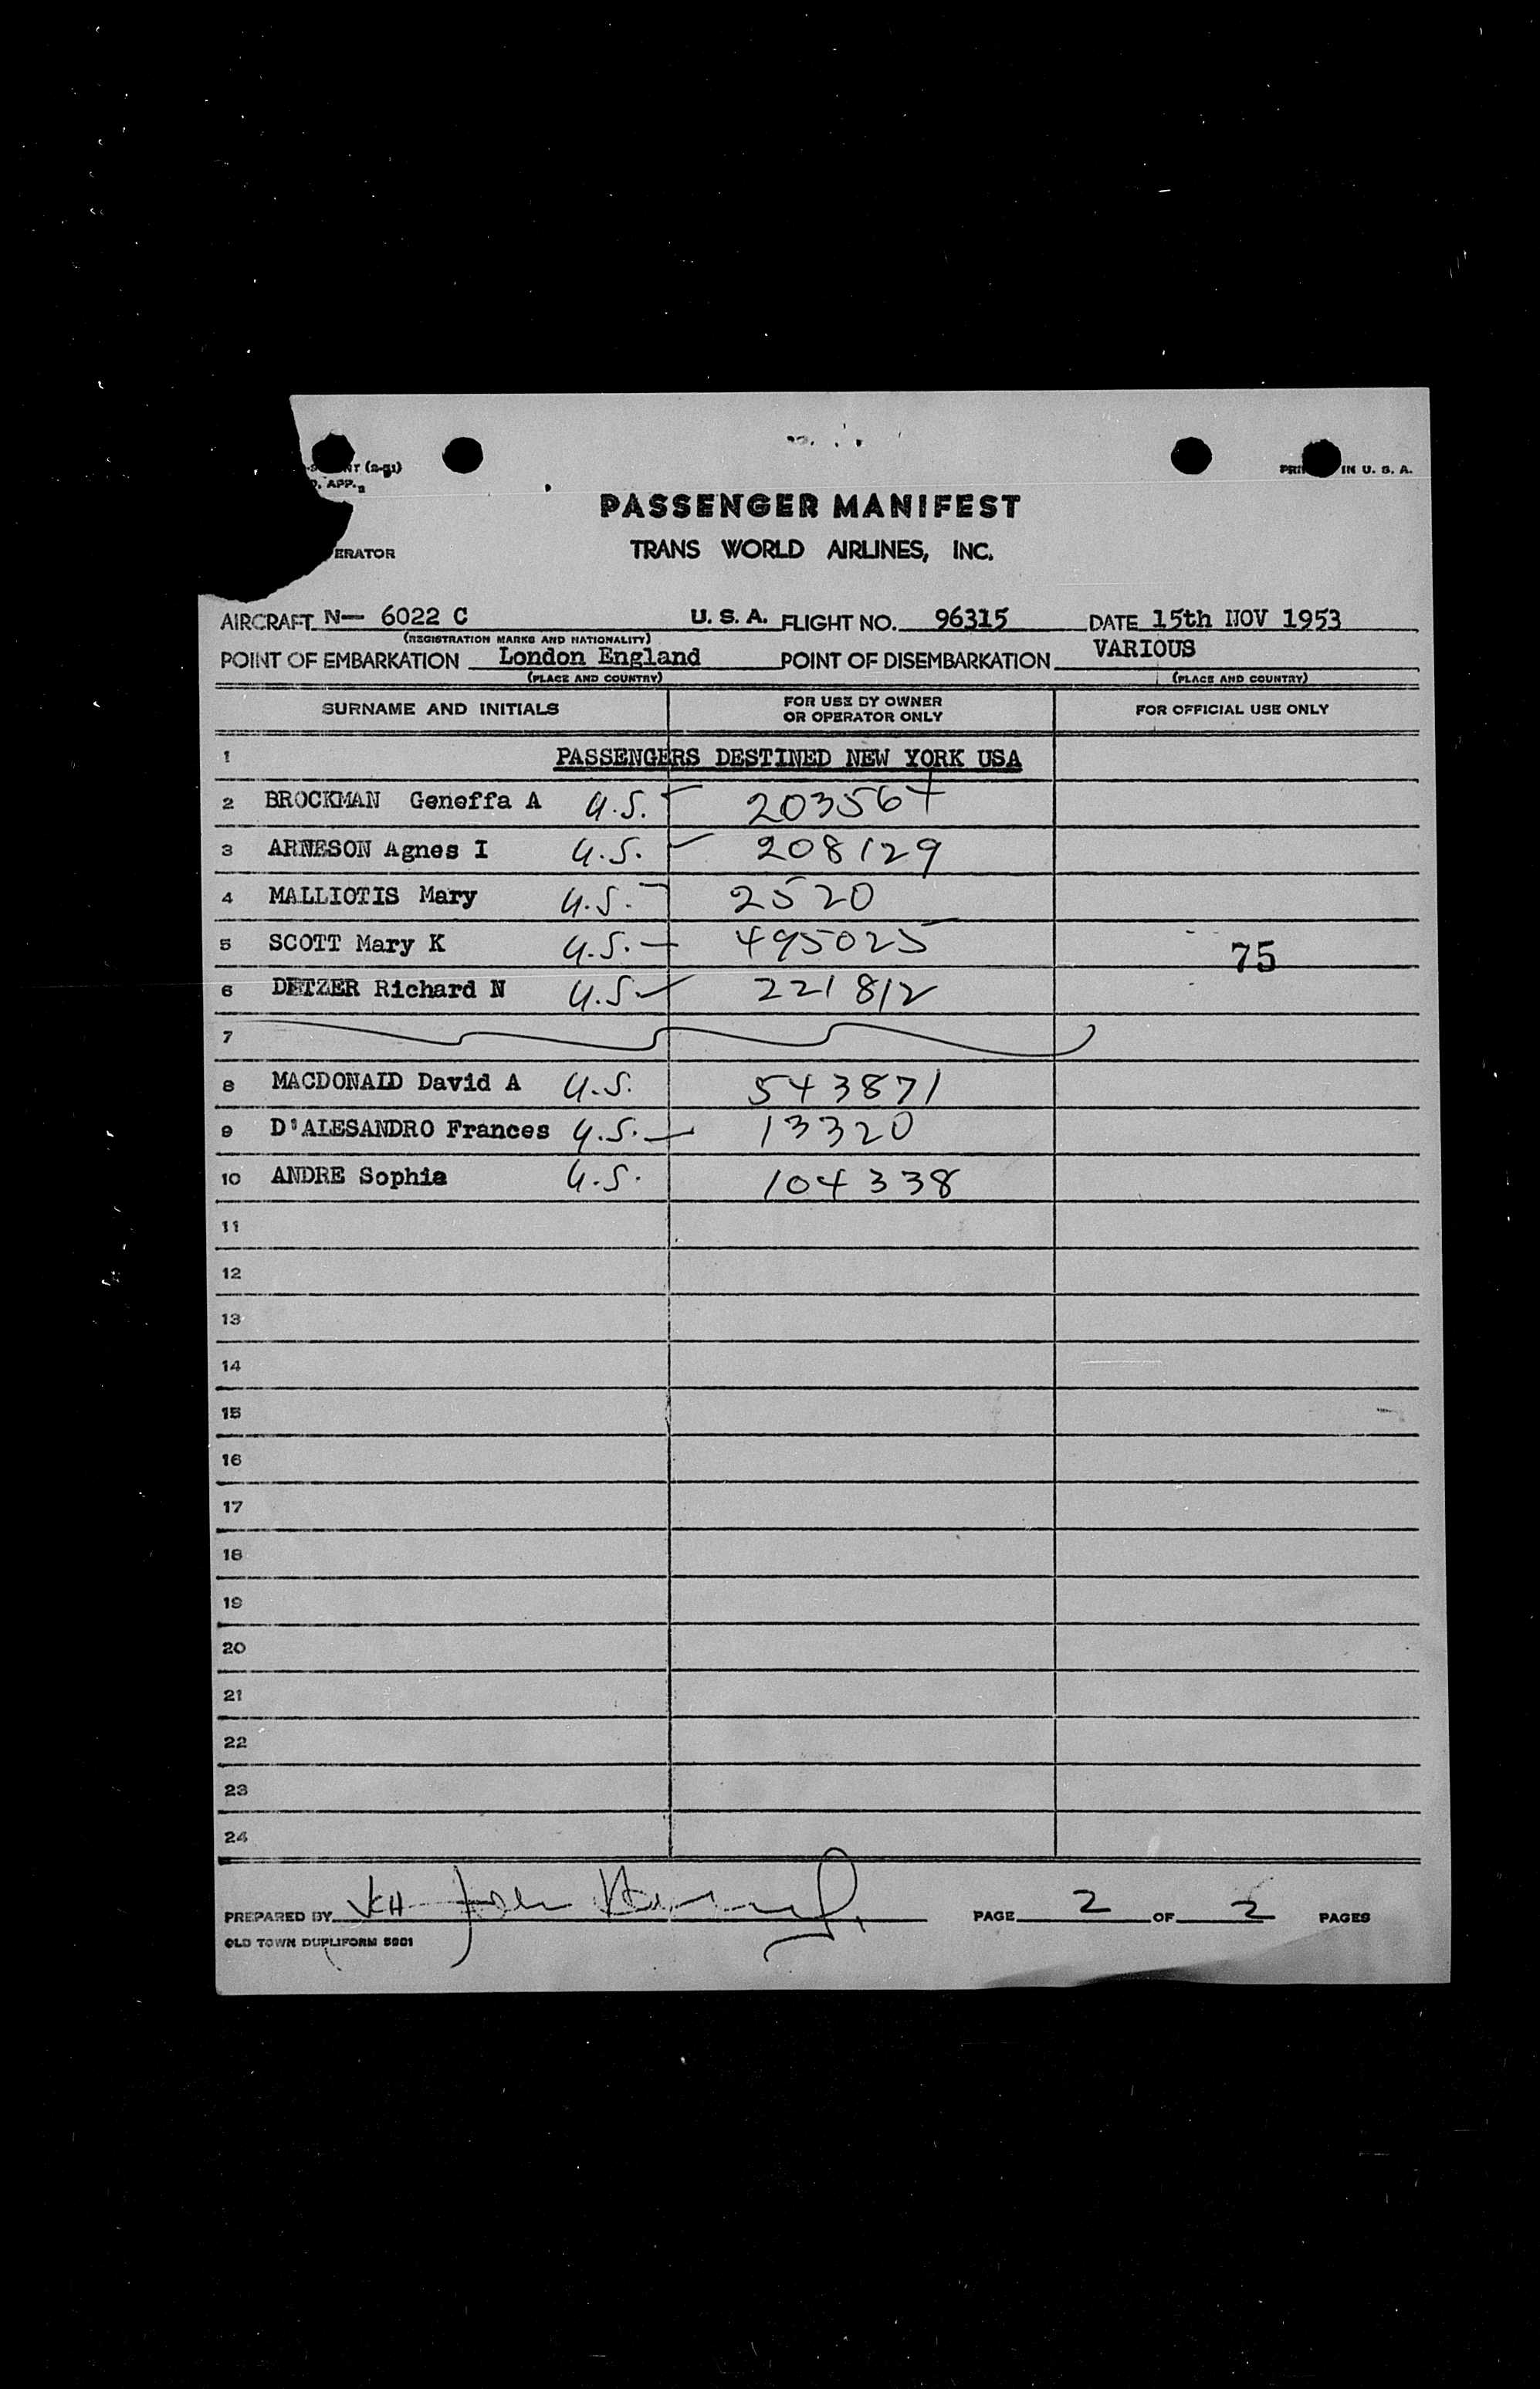 (2-51)
APP.
IN U. S. A.
PASSENGER MANIFEST
ERATOR
TRANS WORLD AIRLINES, INC.
AIRCRAFT N— 6022 C U. S. A. FLIGHT NO. 96315 DATE 15th NOV 1953
(REGISTRATION MARKS AND NATIONALITY)
POINT OF EMBARKATION London England POINT OF DISEMBARKATION VARIOUS
(PLACE AND COUNTRY) (PLACE AND COUNTRY)
SURNAME AND INITIALS FOR USE BY OWNER OR OPERATOR ONLY FOR OFFICIAL USE ONLY
1 PASSENGERS DESTINED NEW YORK USA
2 BROCKMAN Geneffa A U.S. 203564
3 ARNESON Agnes I U.S. 208129
4 MALLIOTIS Mary U.S. 2520
5 SCOTT Mary K U.S. 495025 75
6 DETZER Richard N U.S. 221812
7
8 MACDONALD David A U.S. 543871
9 D'ALESANDRO Frances U.S. 13320
10 ANDRE Sophia U.S. 104338
11
12
13
14
15
16
17
18
19
20
21
22
23
24
PREPARED BY PAGE 2 OF 2 PAGES
OLD TOWN DUPLIFORM 5901